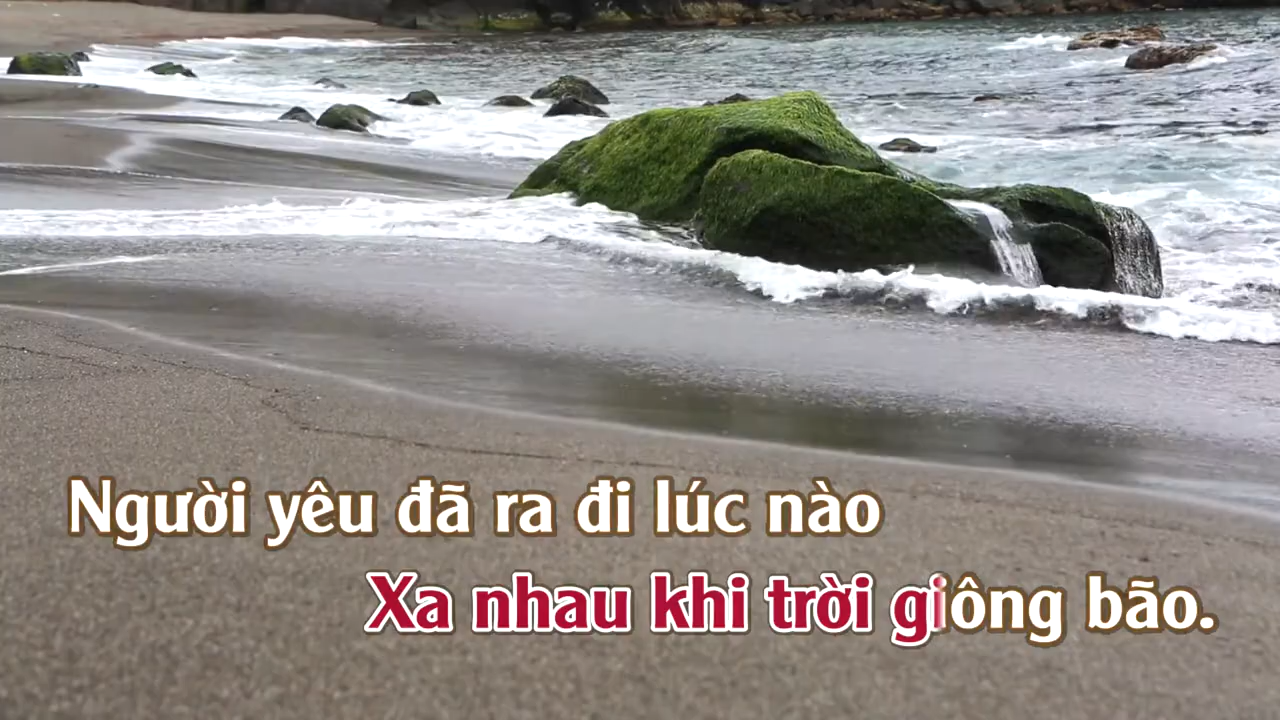 Người yêu đã ra đi lúc nào
Xa nhau khi trời giông bão.